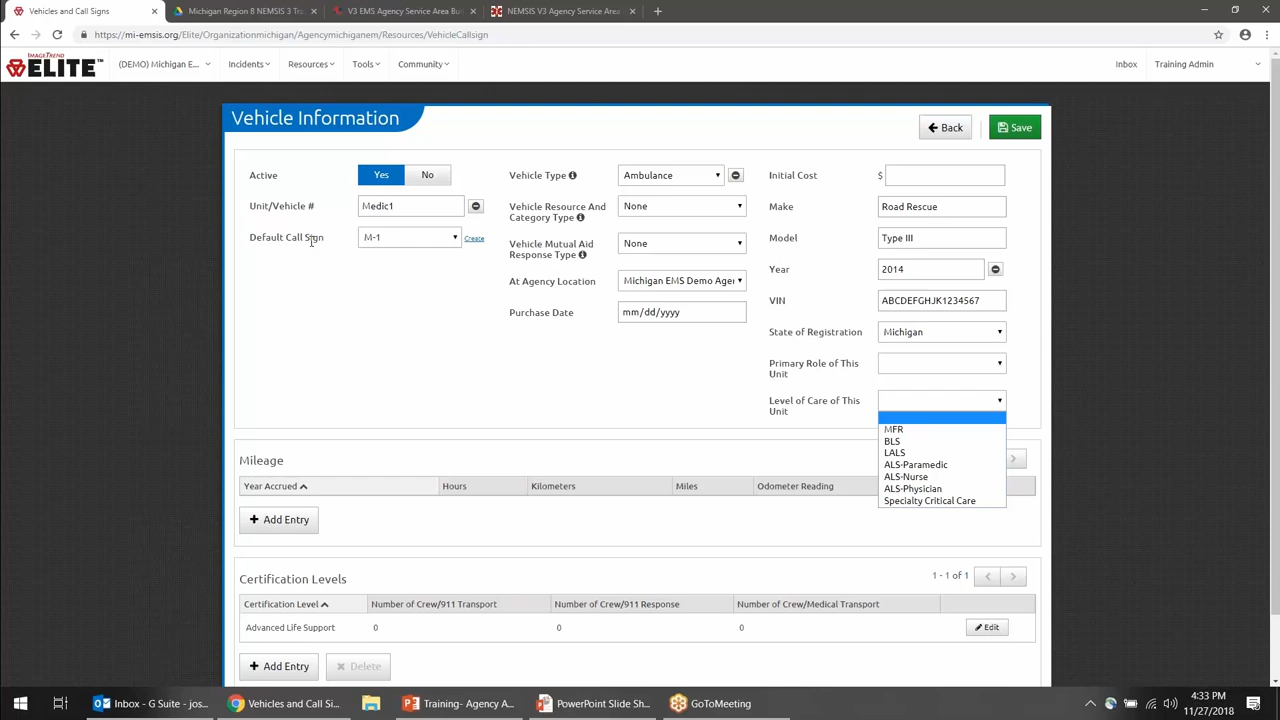 Vehicles and Call Signs
Michigan Region 8 NEMSIS 3 Tra
V3 EMS Agency Service Area Bu
NEMSIS V3 Agency Service Area
https://mi-emsis.org/Elite/Organizationmichigan/Agencymichiganem/Resources/VehicleCallsign
IMAGETREND
ELITE™
(DEMO) Michigan E...
Incidents
Resources
Tools
Community
Inbox
Training Admin
Vehicle Information
Back
Save
Active
Yes
No
Unit/Vehicle #
Medic1
Default Call Sign
M-1
Create
Vehicle Type
Ambulance
Vehicle Resource And
Category Type
None
Vehicle Mutual Aid
Response Type
None
At Agency Location
Michigan EMS Demo Ager
Purchase Date
mm/dd/yyyy
Initial Cost
$
Make
Road Rescue
Model
Type III
Year
2014
VIN
ABCDEFGHJK1234567
State of Registration
Michigan
Primary Role of This
Unit
Level of Care of This
Unit
MFR
BLS
LALS
ALS-Paramedic
ALS-Nurse
ALS-Physician
Specialty Critical Care
Mileage
Year Accrued
Hours
Kilometers
Miles
Odometer Reading
Add Entry
Certification Levels
1 - 1 of 1
Certification Level
Number of Crew/911 Transport
Number of Crew/911 Response
Number of Crew/Medical Transport
Advanced Life Support
0
0
0
Edit
Add Entry
Delete
Inbox - G Suite - jos...
Vehicles and Call Si...
Training- Agency A...
PowerPoint Slide Sh...
GoToMeeting
4:33 PM
11/27/2018